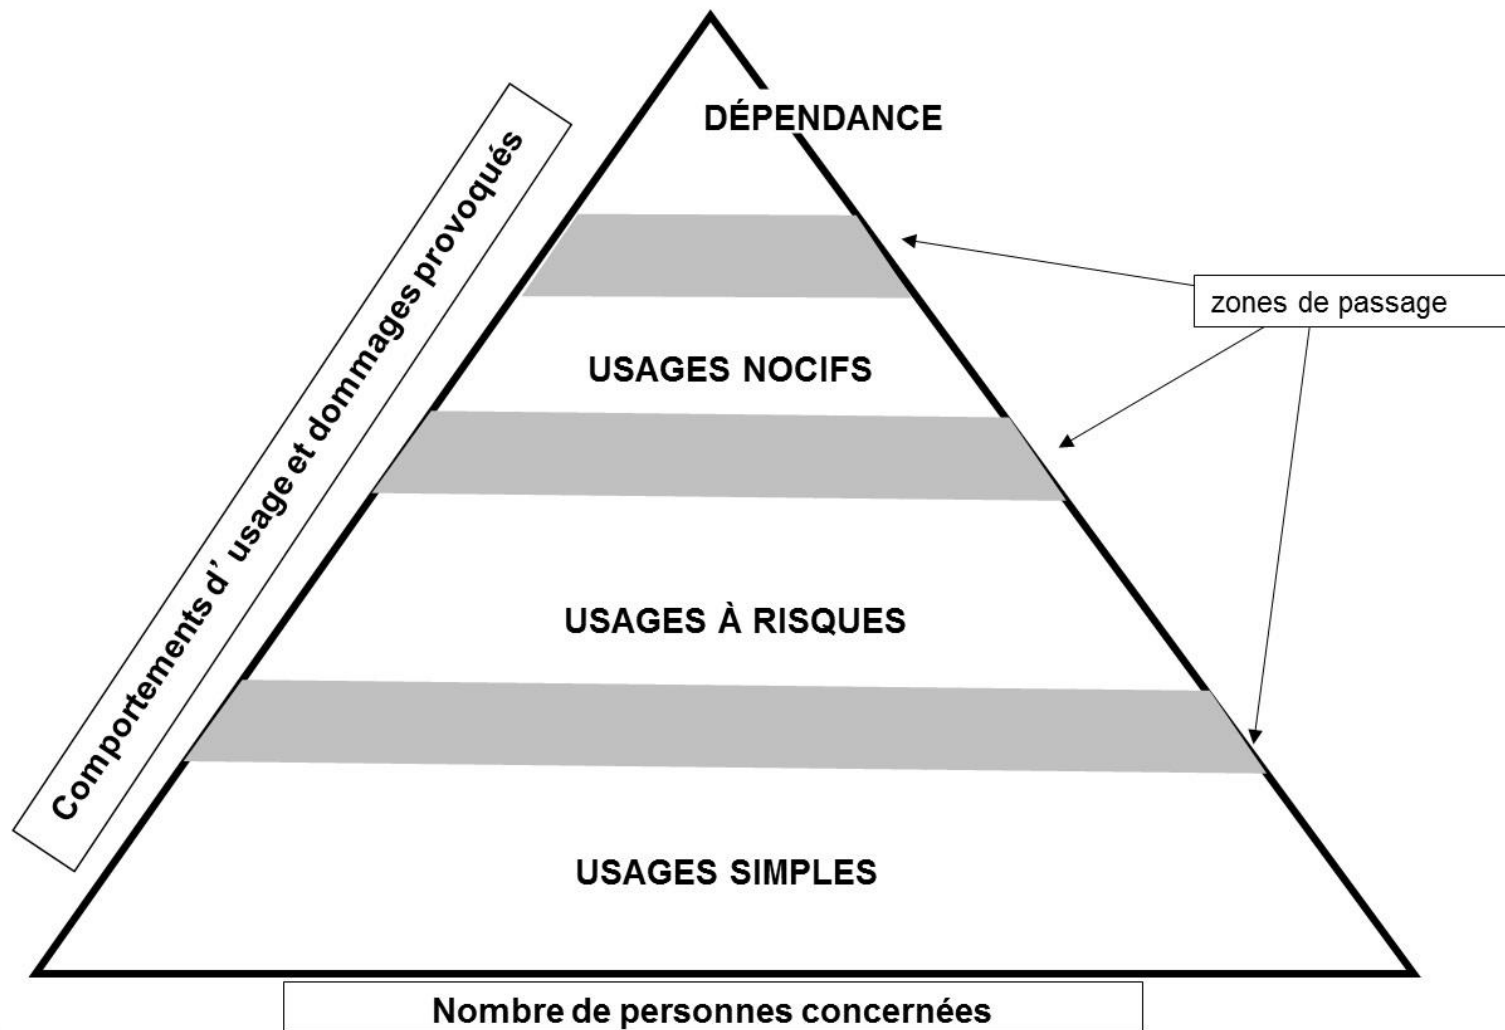 DÉPENDANCE
Comportements d’ usage et dommages provoqués
zones de passage
USAGES NOCIFS
USAGES À RISQUES
USAGES SIMPLES
Nombre de personnes concernées